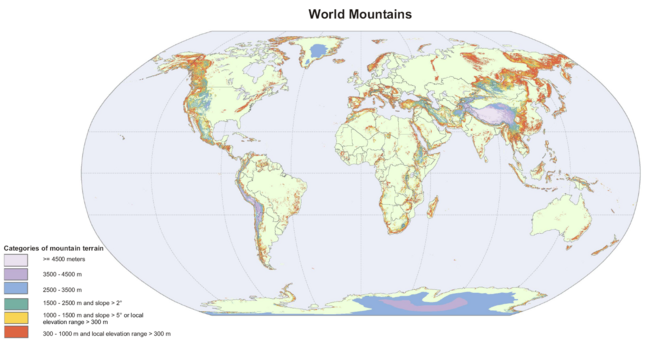 World Mountains
Categories of mountain terrain
>= 4500 meters
3500 - 4500 m
2500 - 3500 m
1500 - 2500 m and slope > 2°
1000 - 1500 m and slope > 5° or local
elevation range > 300 m
300 - 1000 m and local elevation range > 300 m